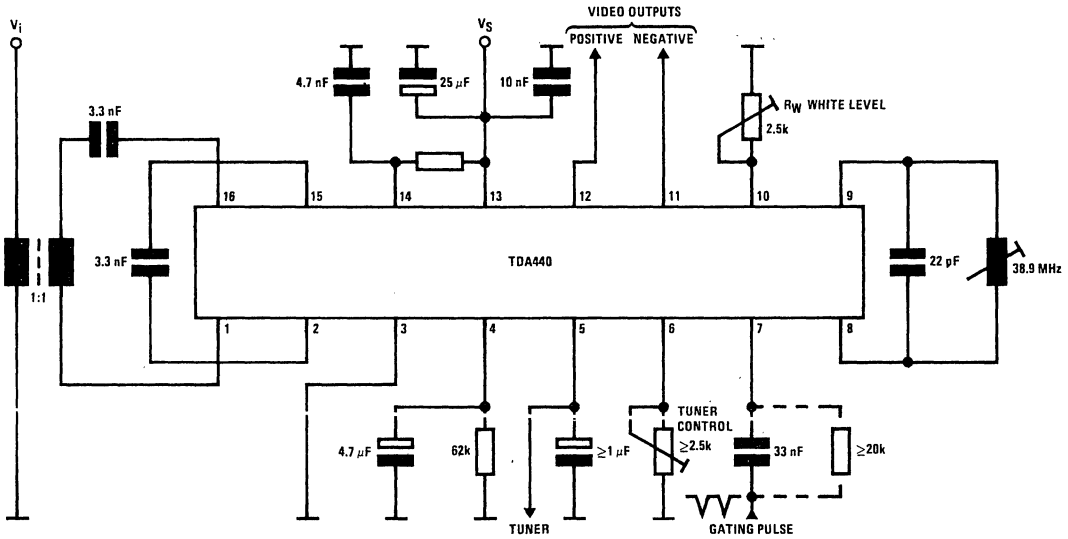 Vi
VS
VIDEO OUTPUTS
POSITIVE NEGATIVE
4.7 nF
25 µF
10 nF
RW WHITE LEVEL
2.5k
3.3 nF
16
15
14
13
12
11
10
9
3.3 nF
TDA440
22 pF
38.9 MHz
1:1
1
2
3
4
5
6
7
8
4.7 µF
62k
≥1 µF
TUNER
CONTROL
≥2.5k
33 nF
≥20k
TUNER
GATING PULSE